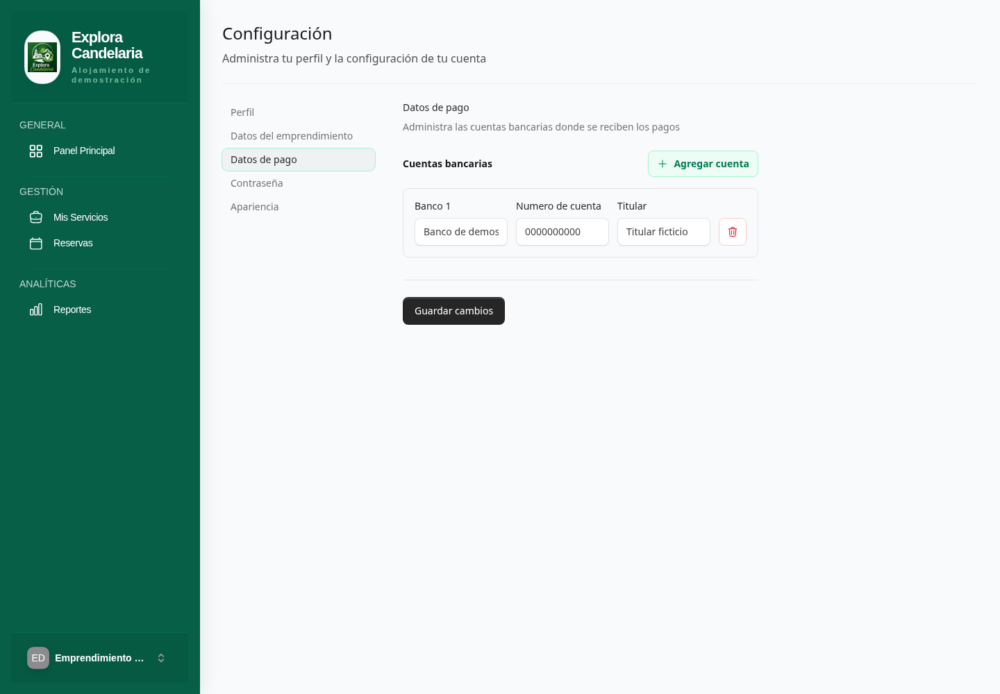 Explora
Candelaria
Alojamiento de
demostración
GENERAL
Panel Principal
GESTIÓN
Mis Servicios
Reservas
ANALÍTICAS
Reportes
ED
Emprendimiento ...
Configuración
Administra tu perfil y la configuración de tu cuenta
Perfil
Datos del emprendimiento
Datos de pago
Contraseña
Apariencia
Datos de pago
Administra las cuentas bancarias donde se reciben los pagos
Cuentas bancarias
Agregar cuenta
Banco 1
Numero de cuenta
Titular
Banco de demos
0000000000
Titular ficticio
Guardar cambios